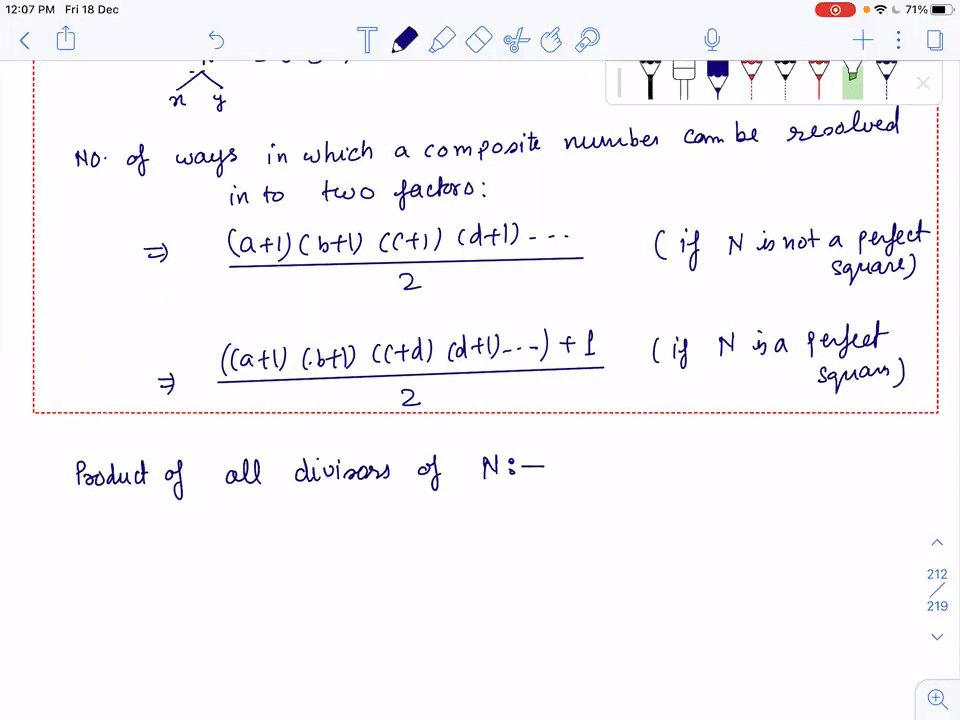 12:07 PM Fri 18 Dec
71%
x y
No. of ways in which a composite number can be resolved
in to two factors:
⇒ (a+1)(b+1)(c+1)(d+1)--- / 2 (if N is not a perfect
square)
⇒ ((a+1)(b+1)(c+d)(d+1)---) + 1 / 2 (if N is a perfect
square)
Product of all divisors of N:—
212
219